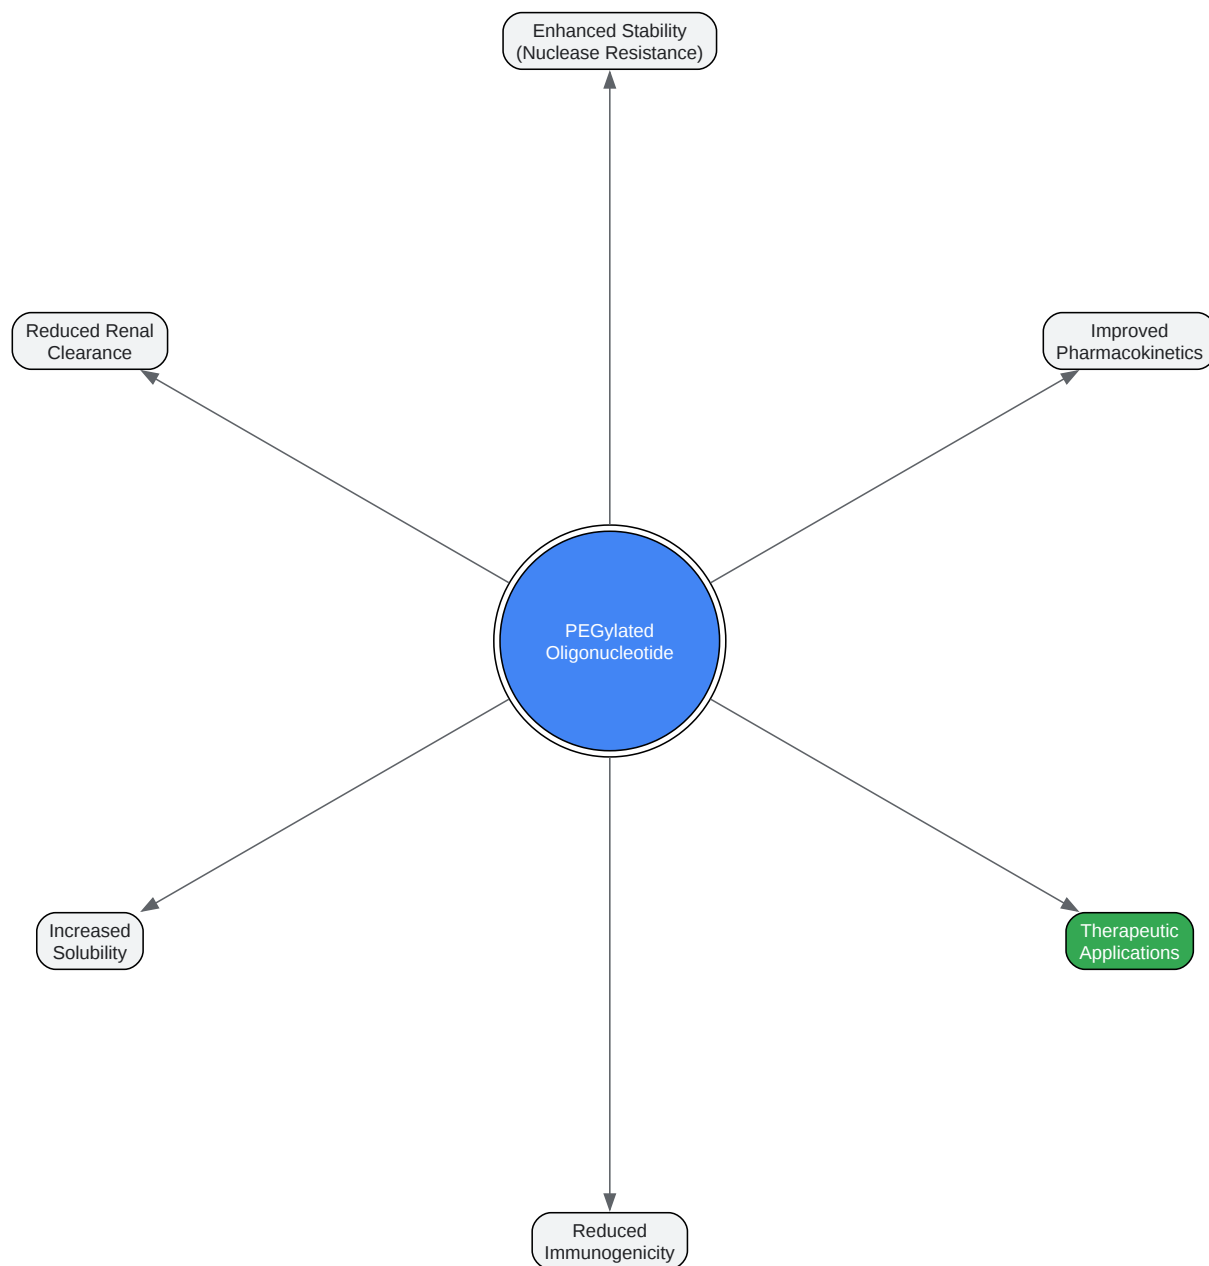 Enhanced Stability
(Nuclease Resistance)
Reduced Renal
Clearance
Improved
Pharmacokinetics
PEGylated
Oligonucleotide
Increased
Solubility
Therapeutic
Applications
Reduced
Immunogenicity